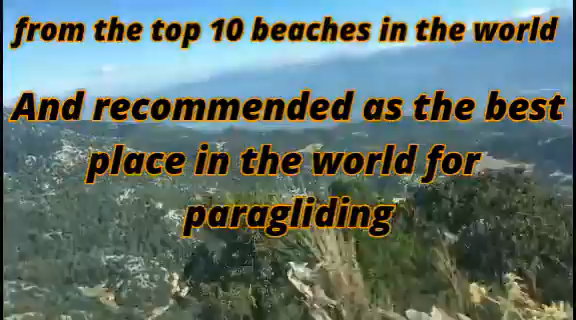 from the top 10 beaches in the world
And recommended as the best
place in the world for
paragliding